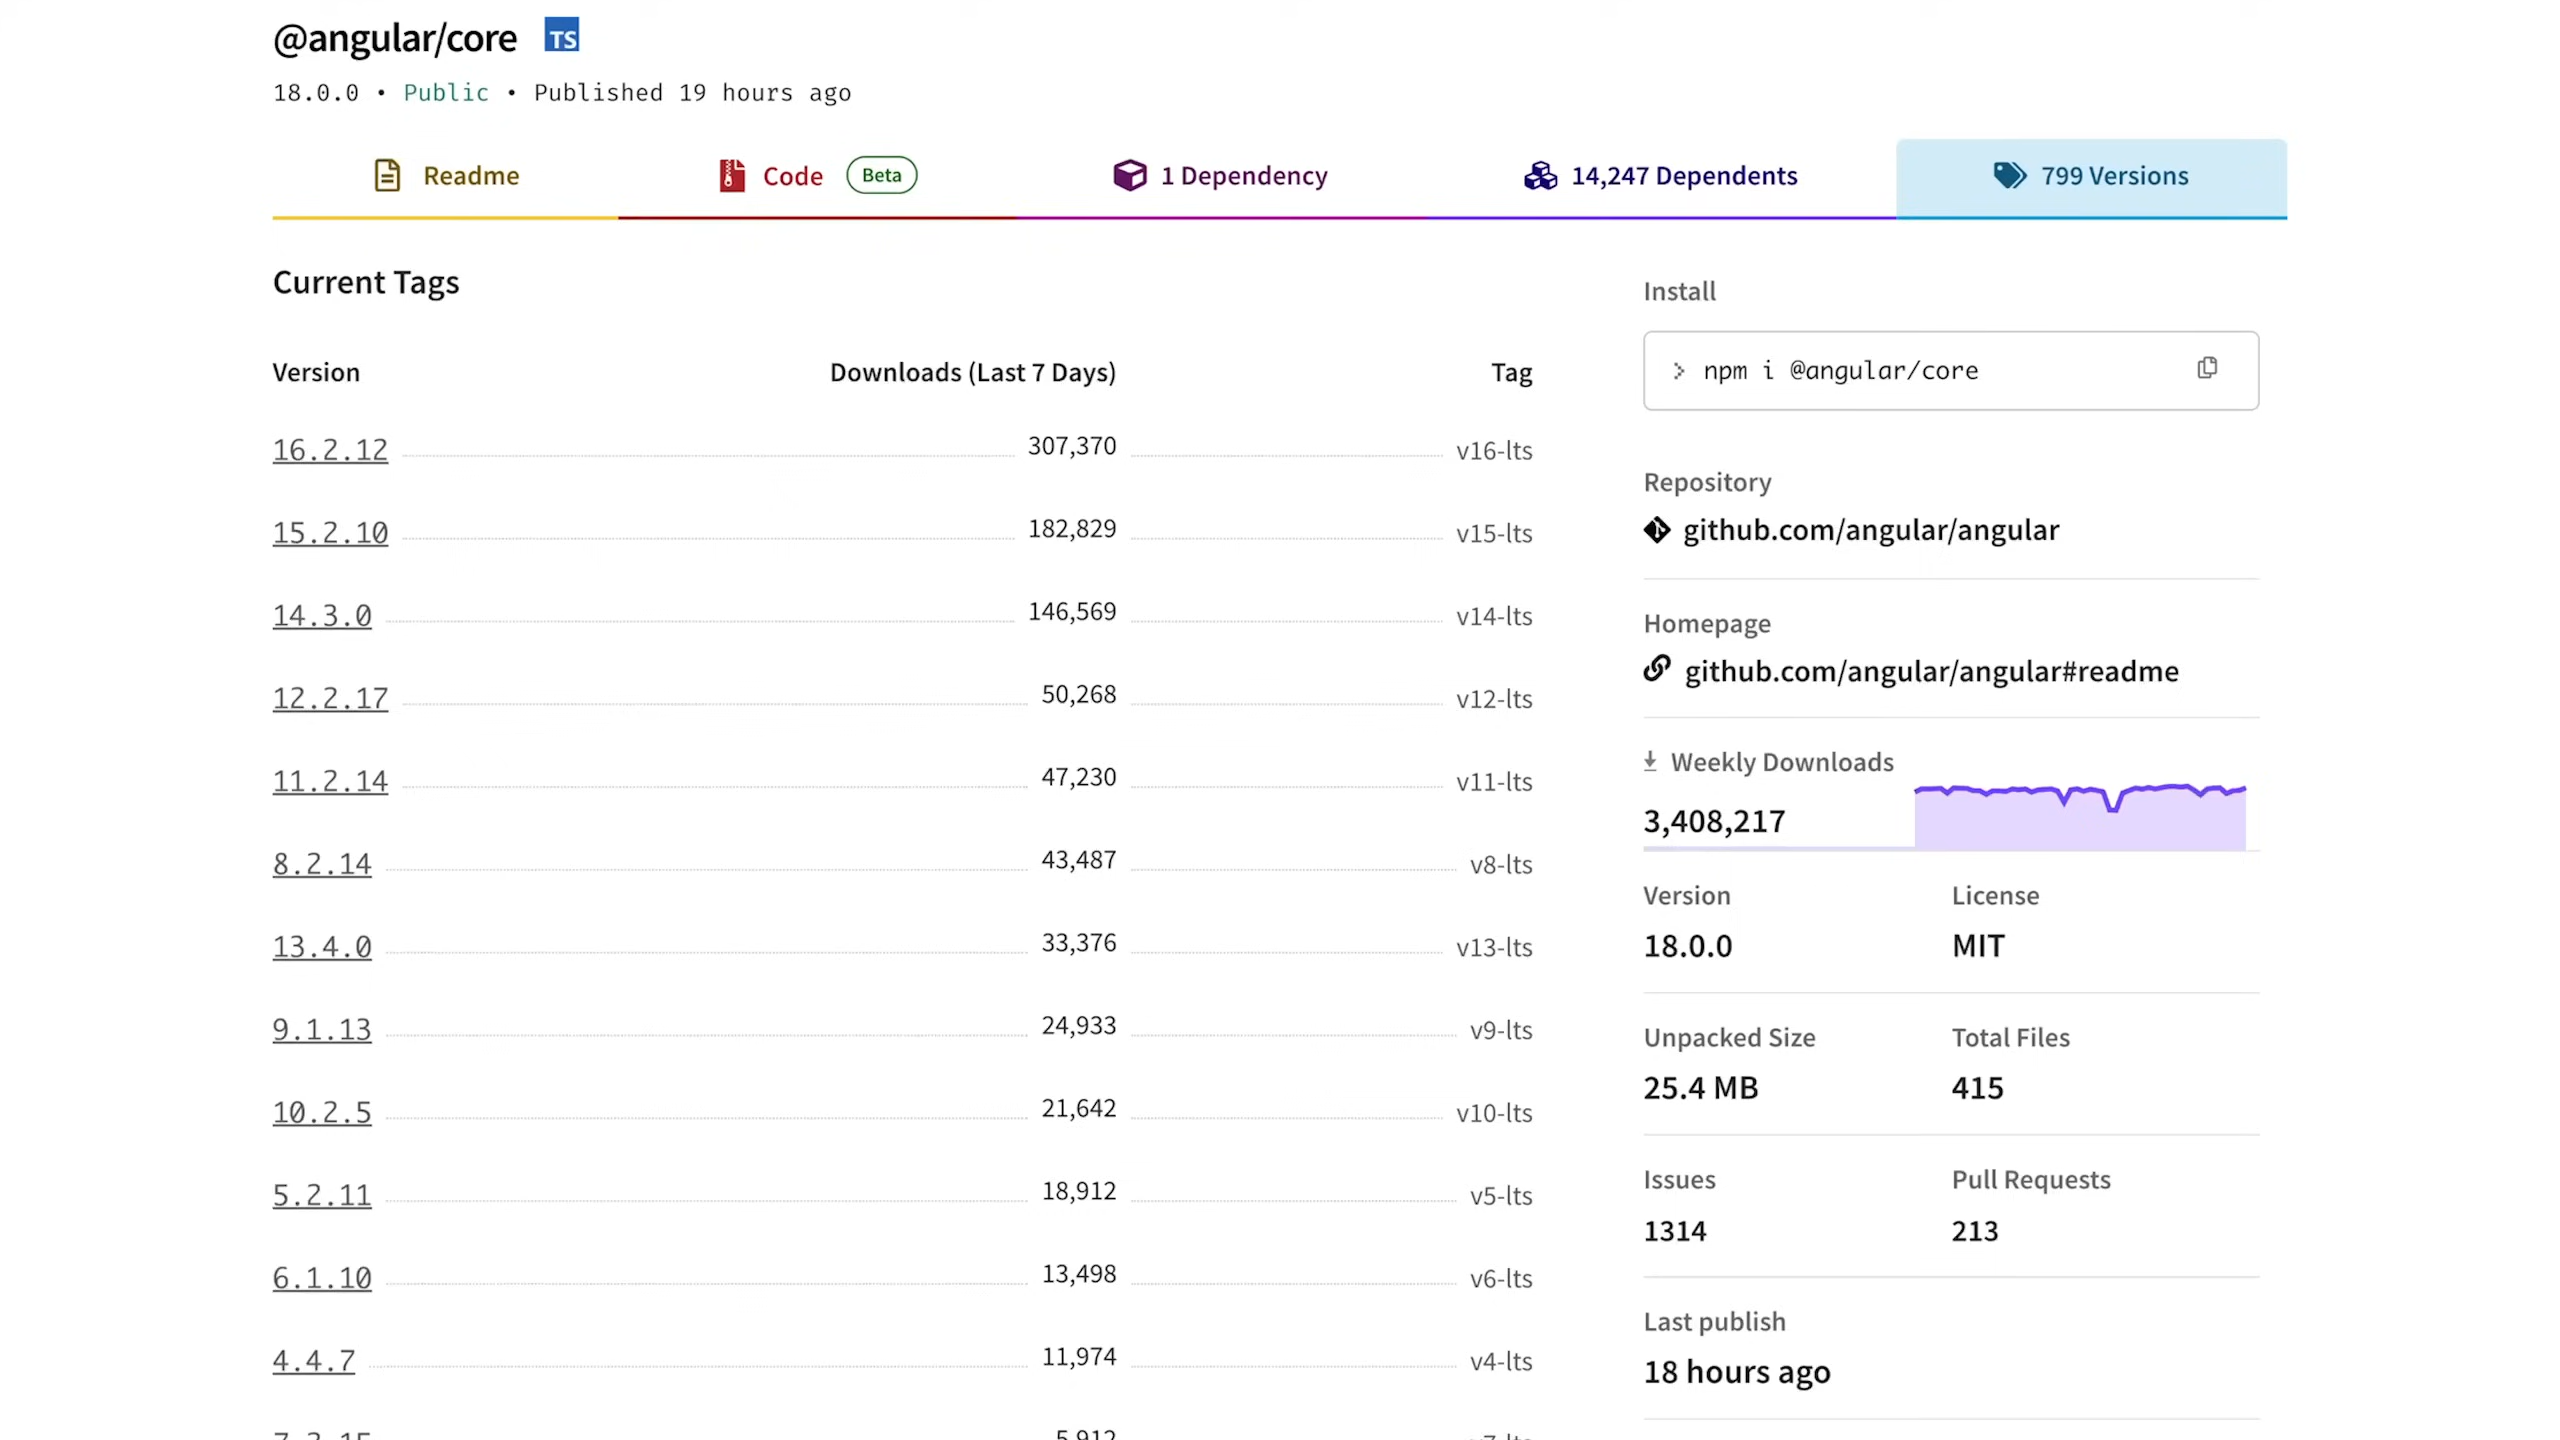 @angular/core TS
18.0.0 • Public • Published 19 hours ago
Readme
Code Beta
1 Dependency
14,247 Dependents
799 Versions
Current Tags
Version Downloads (Last 7 Days) Tag
16.2.12 307,370 v16-lts
15.2.10 182,829 v15-lts
14.3.0 146,569 v14-lts
12.2.17 50,268 v12-lts
11.2.14 47,230 v11-lts
8.2.14 43,487 v8-lts
13.4.0 33,376 v13-lts
9.1.13 24,933 v9-lts
10.2.5 21,642 v10-lts
5.2.11 18,912 v5-lts
6.1.10 13,498 v6-lts
4.4.7 11,974 v4-lts
Install
> npm i @angular/core
Repository
github.com/angular/angular
Homepage
github.com/angular/angular#readme
Weekly Downloads
3,408,217
Version License
18.0.0 MIT
Unpacked Size Total Files
25.4 MB 415
Issues Pull Requests
1314 213
Last publish
18 hours ago